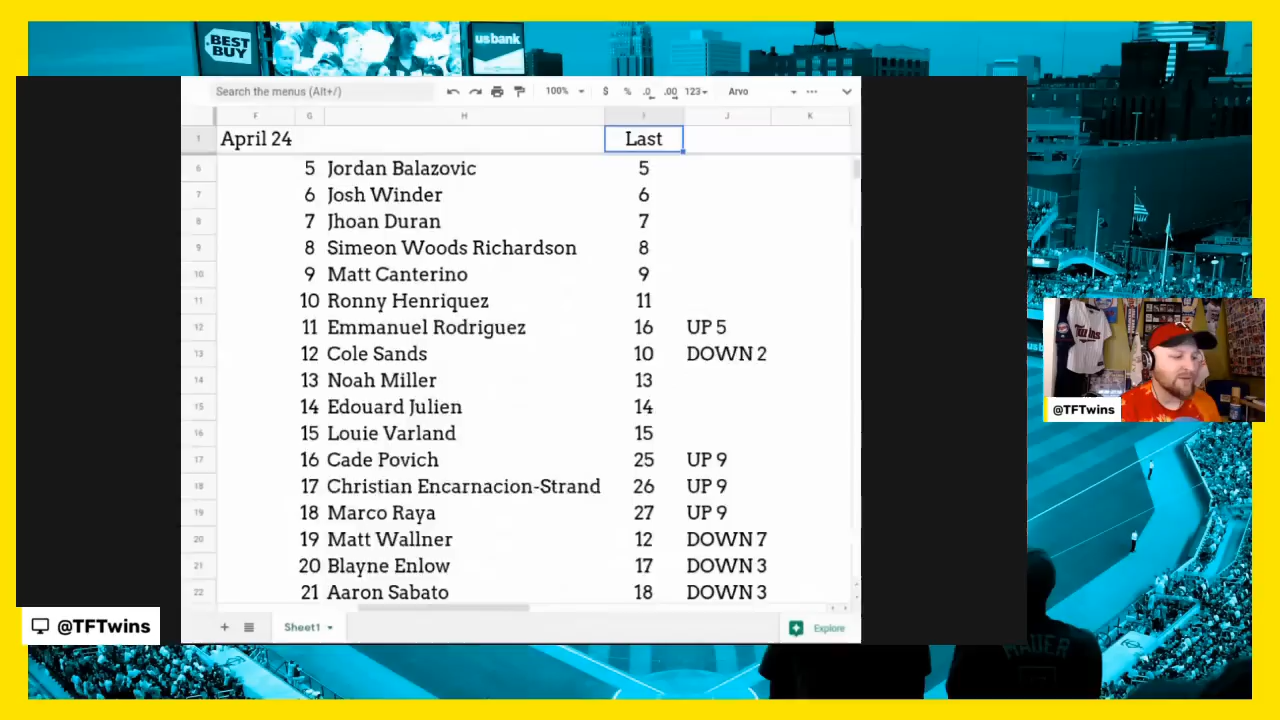 BEST BUY
usbank
Search the menus (Alt+/)
100% $ % .0 .00 123 Arvo
F G H I J K
1 April 24 Last
6 5 Jordan Balazovic 5
7 6 Josh Winder 6
8 7 Jhoan Duran 7
9 8 Simeon Woods Richardson 8
10 9 Matt Canterino 9
11 10 Ronny Henriquez 11
12 11 Emmanuel Rodriguez 16 UP 5
13 12 Cole Sands 10 DOWN 2
14 13 Noah Miller 13
15 14 Edouard Julien 14
16 15 Louie Varland 15
17 16 Cade Povich 25 UP 9
18 17 Christian Encarnacion-Strand 26 UP 9
19 18 Marco Raya 27 UP 9
20 19 Matt Wallner 12 DOWN 7
21 20 Blayne Enlow 17 DOWN 3
22 21 Aaron Sabato 18 DOWN 3
Sheet1
Explore
@TFTwins
@TFTwins
MAUER